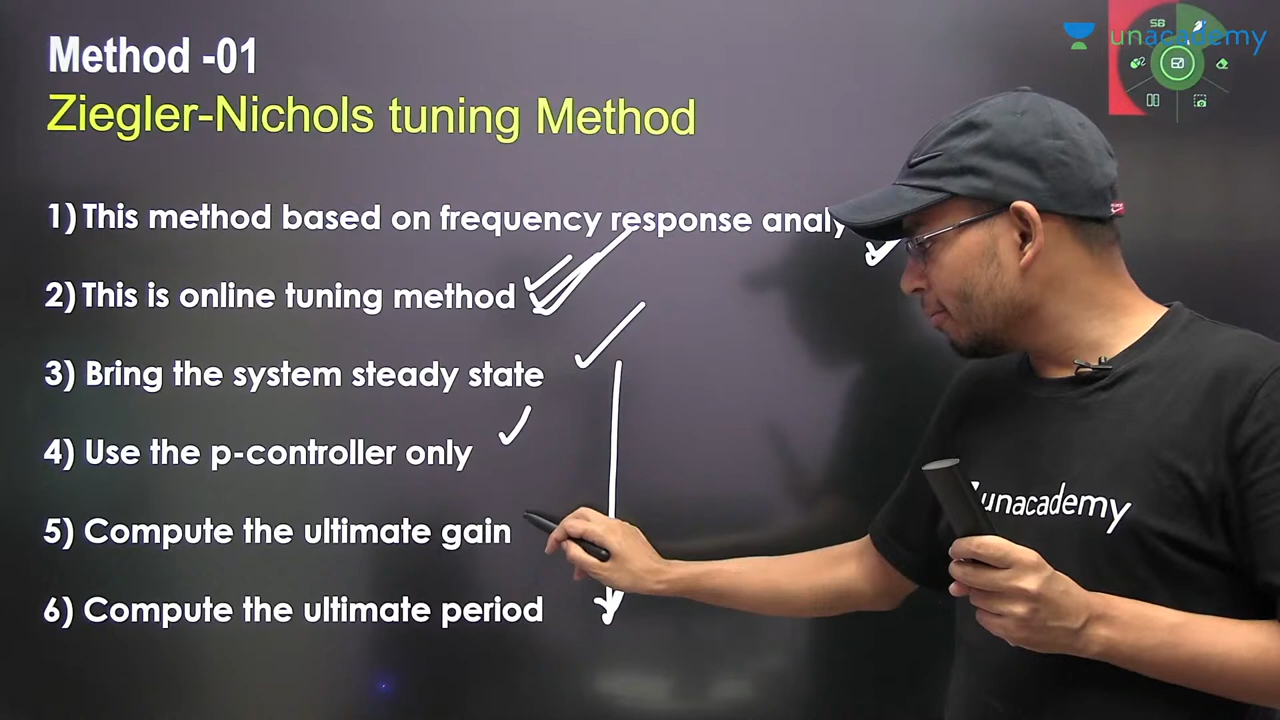 Method -01
unacademy
SB
Ziegler-Nichols tuning Method
1) This method based on frequency response analy
2) This is online tuning method
3) Bring the system steady state
4) Use the p-controller only
5) Compute the ultimate gain
6) Compute the ultimate period
unacademy